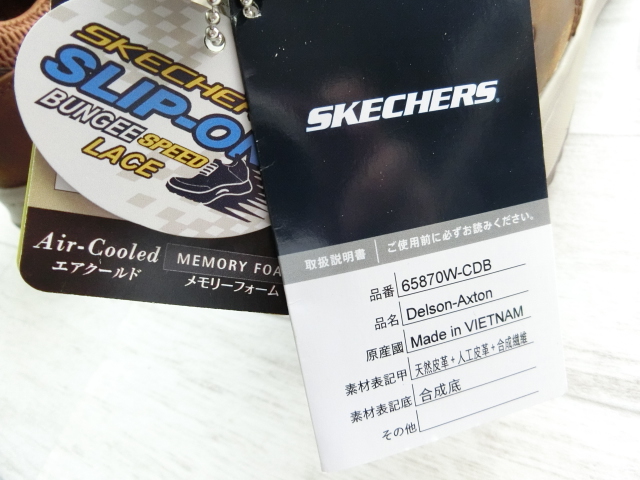 SKECHERS
SLIP-ON
BUNGEE SPEED
LACE
Air-Cooled
MEMORY FOA
エアクールド
メモリーフォーム
SKECHERS
取扱説明書 ご使用前に必ずお読みください。
品番 65870W-CDB
品名 Delson-Axton
原産國 Made in VIETNAM
素材表記甲 天然皮革+人工皮革+合成繊維
素材表記底 合成底
その他